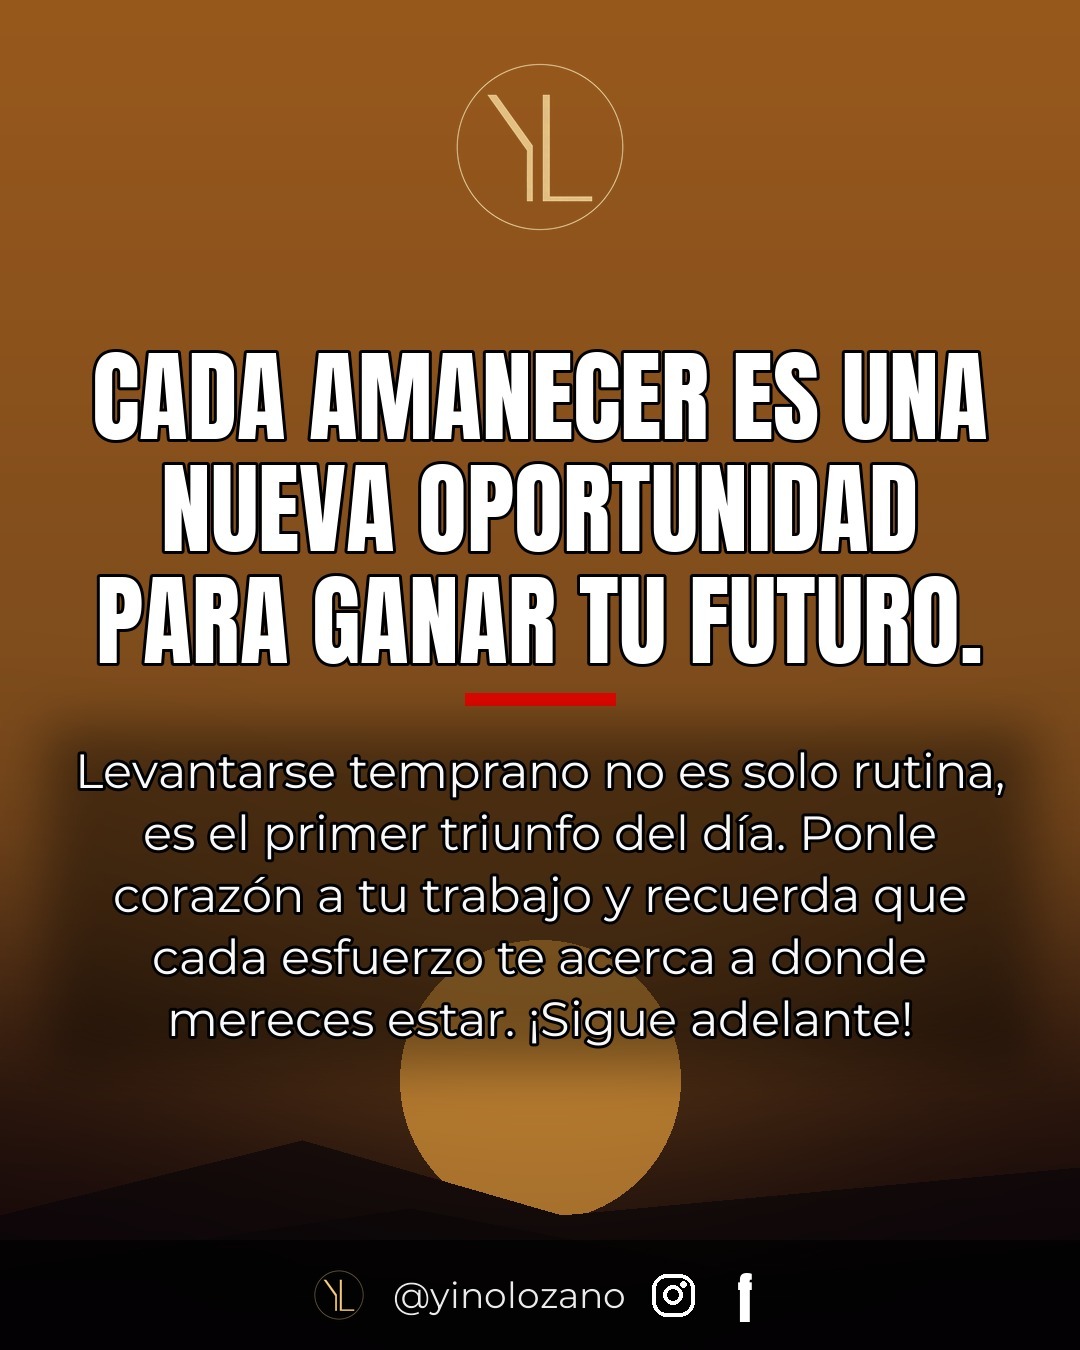 YL
CADA AMANECER ES UNA
NUEVA OPORTUNIDAD
PARA GANAR TU FUTURO.
Levantarse temprano no es solo rutina,
es el primer triunfo del día. Ponle
corazón a tu trabajo y recuerda que
cada esfuerzo te acerca a donde
mereces estar. ¡Sigue adelante!
YL @yinolozano f